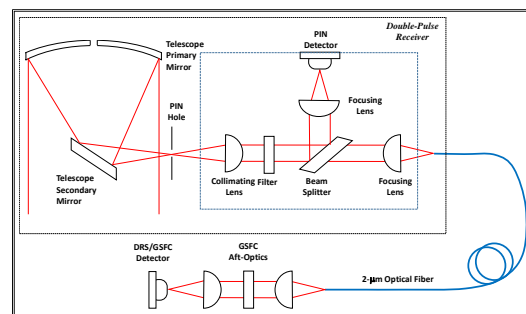 Double-Pulse
Receiver
Telescope
Primary
Mirror
PIN
Detector
PIN
Hole
Focusing
Lens
Telescope
Secondary
Mirror
Collimating
Lens
Filter
Beam
Splitter
Focusing
Lens
DRS/GSFC
Detector
GSFC
Aft-Optics
2-μm Optical Fiber